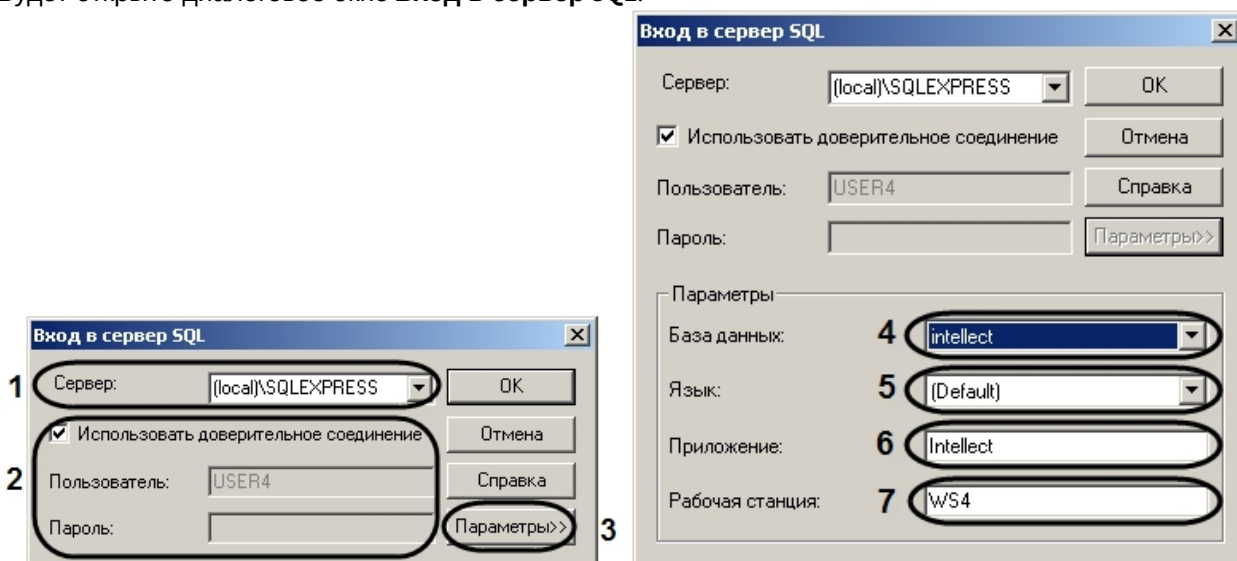 Будет открыто диалоговое окно Вход в сервер SQL.
Вход в сервер SQL
Сервер: (local)\SQLEXPRESS OK
Использовать доверительное соединение Отмена
Пользователь: USER4 Справка
Пароль: Параметры>>
Параметры
База данных: 4 intellect
Язык: 5 (Default)
Приложение: 6 Intellect
Рабочая станция: 7 WS4
Вход в сервер SQL
1 Сервер: (local)\SQLEXPRESS OK
Использовать доверительное соединение Отмена
2 Пользователь: USER4 Справка
Пароль: Параметры>> 3